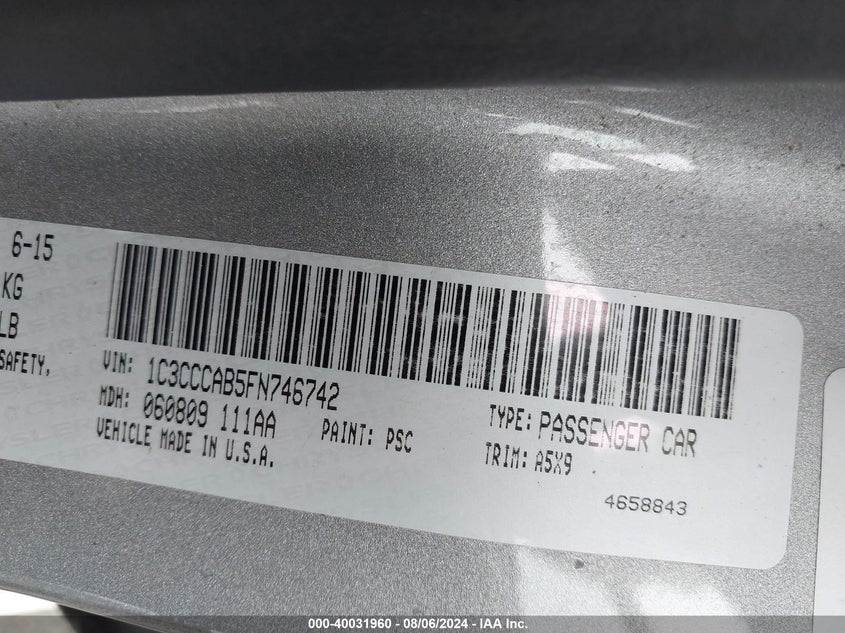 6-15
KG
LB
SAFETY,
VIN: 1C3CCCAB5FN746742
MDH: 060809 111AA
PAINT: PSC
VEHICLE MADE IN U.S.A.
TYPE: PASSENGER CAR
TRIM: A5X9
4658843
000-40031960 - 08/06/2024 - IAA Inc.